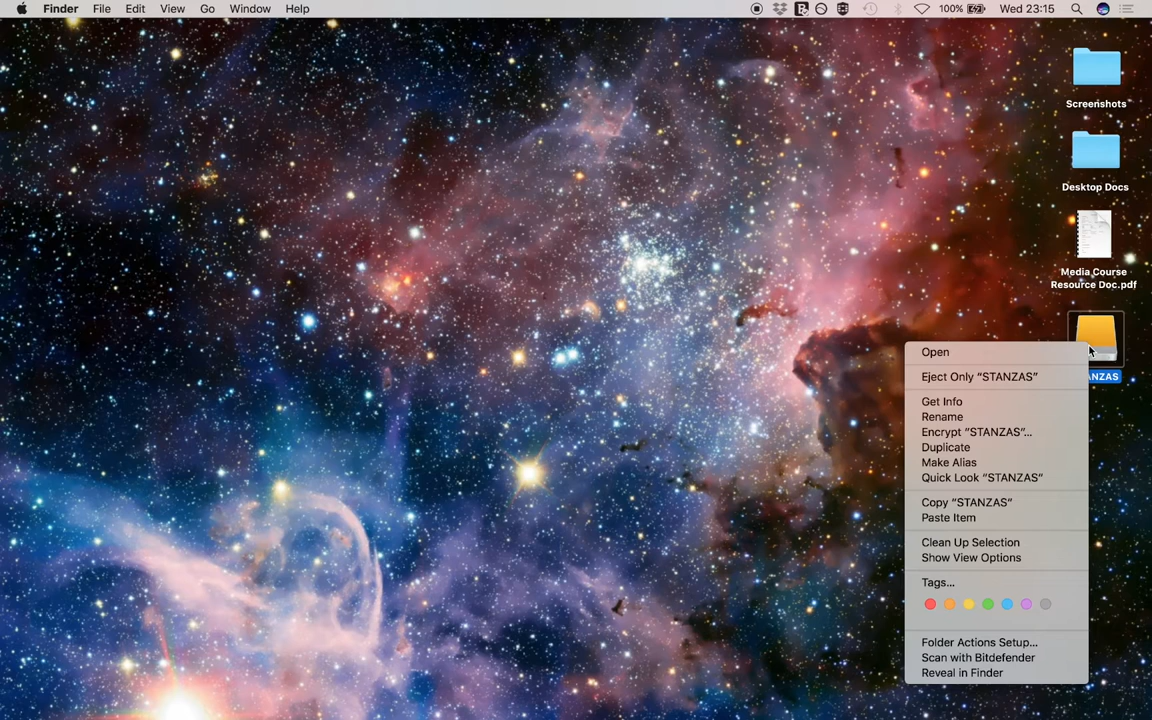 Finder File Edit View Go Window Help 100% Wed 23:15
Screenshots
Desktop Docs
Media Course
Resource Doc.pdf
ANZAS
Open
Eject Only “STANZAS”
Get Info
Rename
Encrypt “STANZAS”...
Duplicate
Make Alias
Quick Look “STANZAS”
Copy “STANZAS”
Paste Item
Clean Up Selection
Show View Options
Tags...
Folder Actions Setup...
Scan with Bitdefender
Reveal in Finder